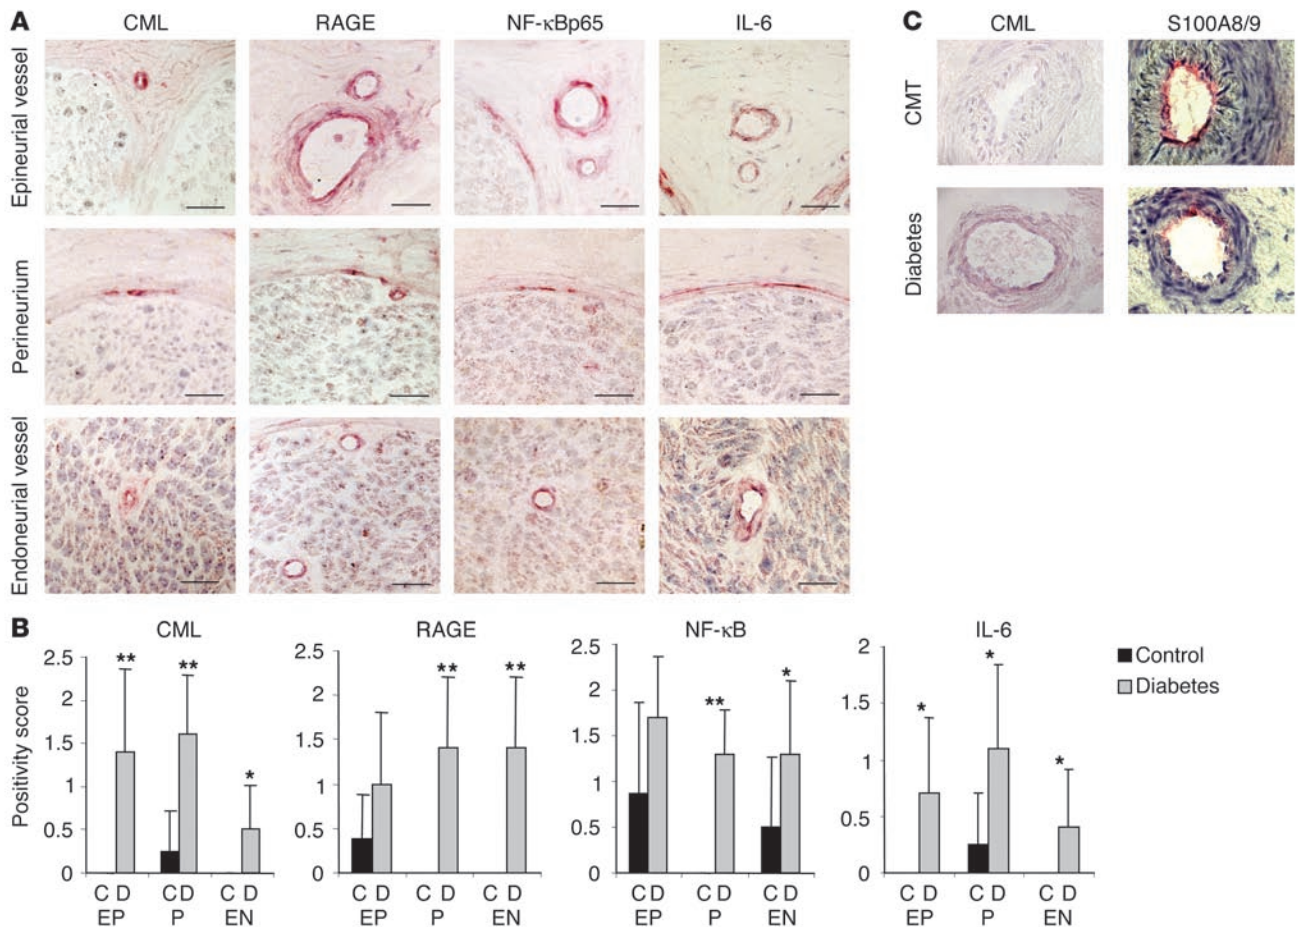 A
CML
RAGE
NF-κBp65
IL-6
Epineurial vessel
Perineurium
Endoneurial vessel
C
CML
S100A8/9
CMT
Diabetes
B
CML
RAGE
NF-κB
IL-6
Positivity score
2.5
2
1.5
1
0.5
0
** ** *
C D C D C D
EP P EN
2.5
2
1.5
1
0.5
0
** **
C D C D C D
EP P EN
2.5
2
1.5
1
0.5
0
** *
C D C D C D
EP P EN
2
1.5
1
0.5
0
* * *
C D C D C D
EP P EN
Control
Diabetes